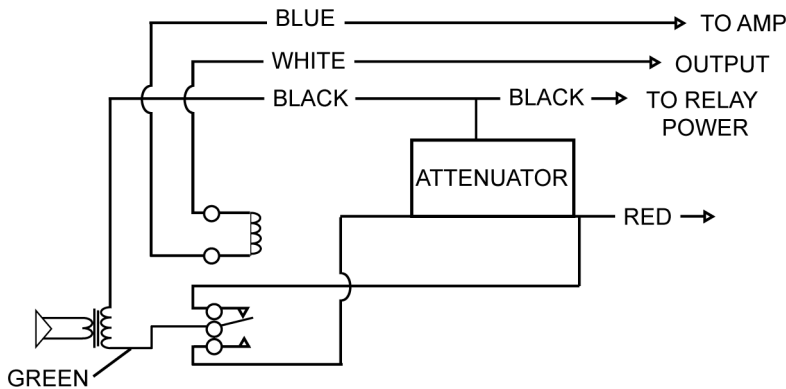 BLUE
TO AMP
WHITE
OUTPUT
BLACK
BLACK
TO RELAY
POWER
ATTENUATOR
RED
GREEN